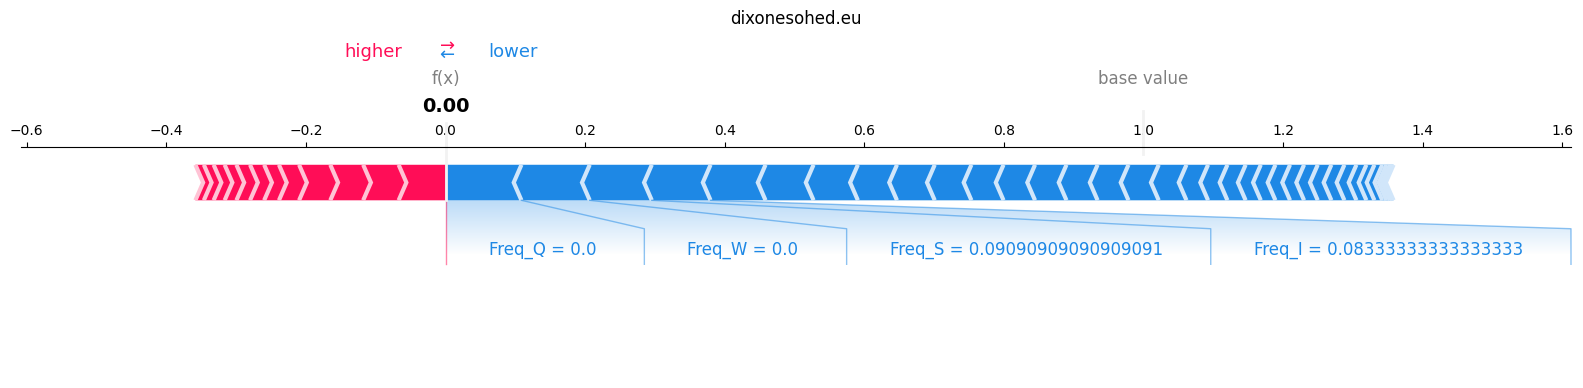 dixonesohed.eu
higher ⇄ lower
f(x) base value
0.00
−0.6 −0.4 −0.2 0.0 0.2 0.4 0.6 0.8 1.0 1.2 1.4 1.6
Freq_Q = 0.0 Freq_W = 0.0 Freq_S = 0.09090909090909091 Freq_I = 0.08333333333333333